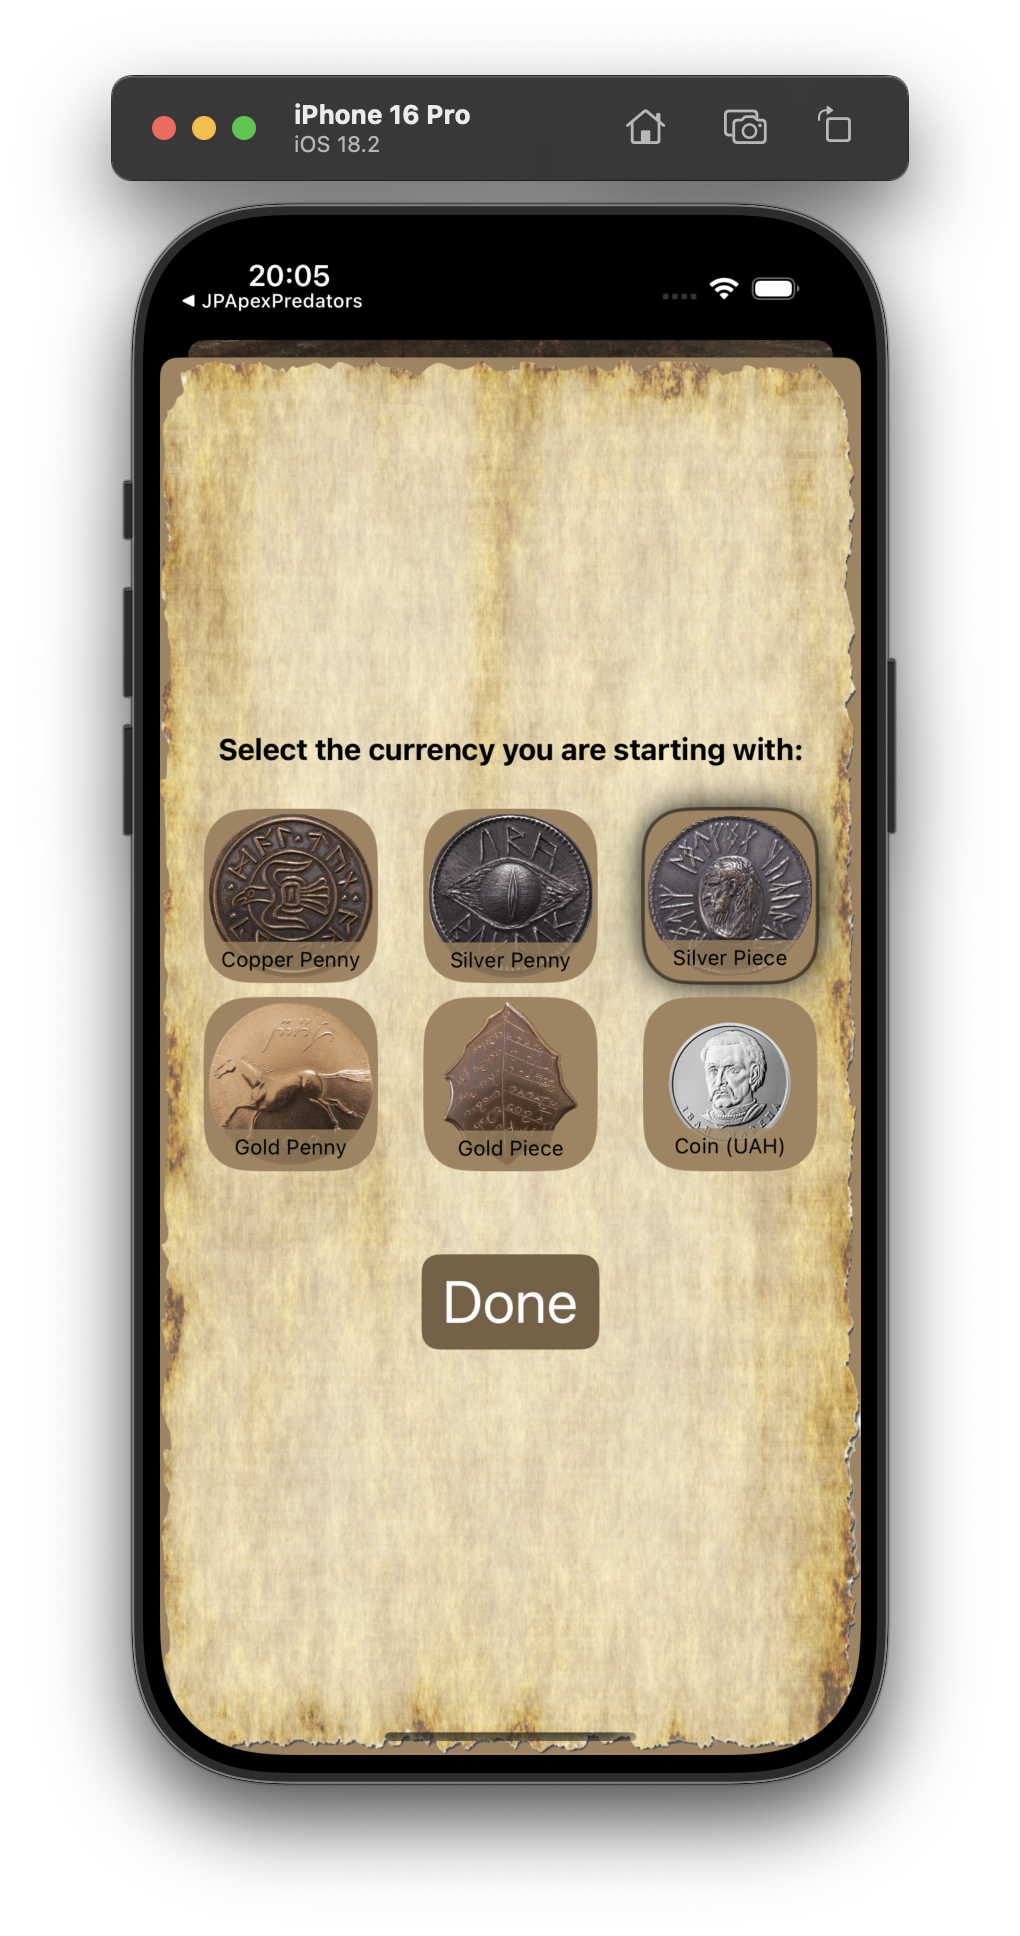 iPhone 16 Pro
iOS 18.2
20:05
◀ JPApexPredators
Select the currency you are starting with:
Copper Penny
Silver Penny
Silver Piece
Gold Penny
Gold Piece
Coin (UAH)
Done